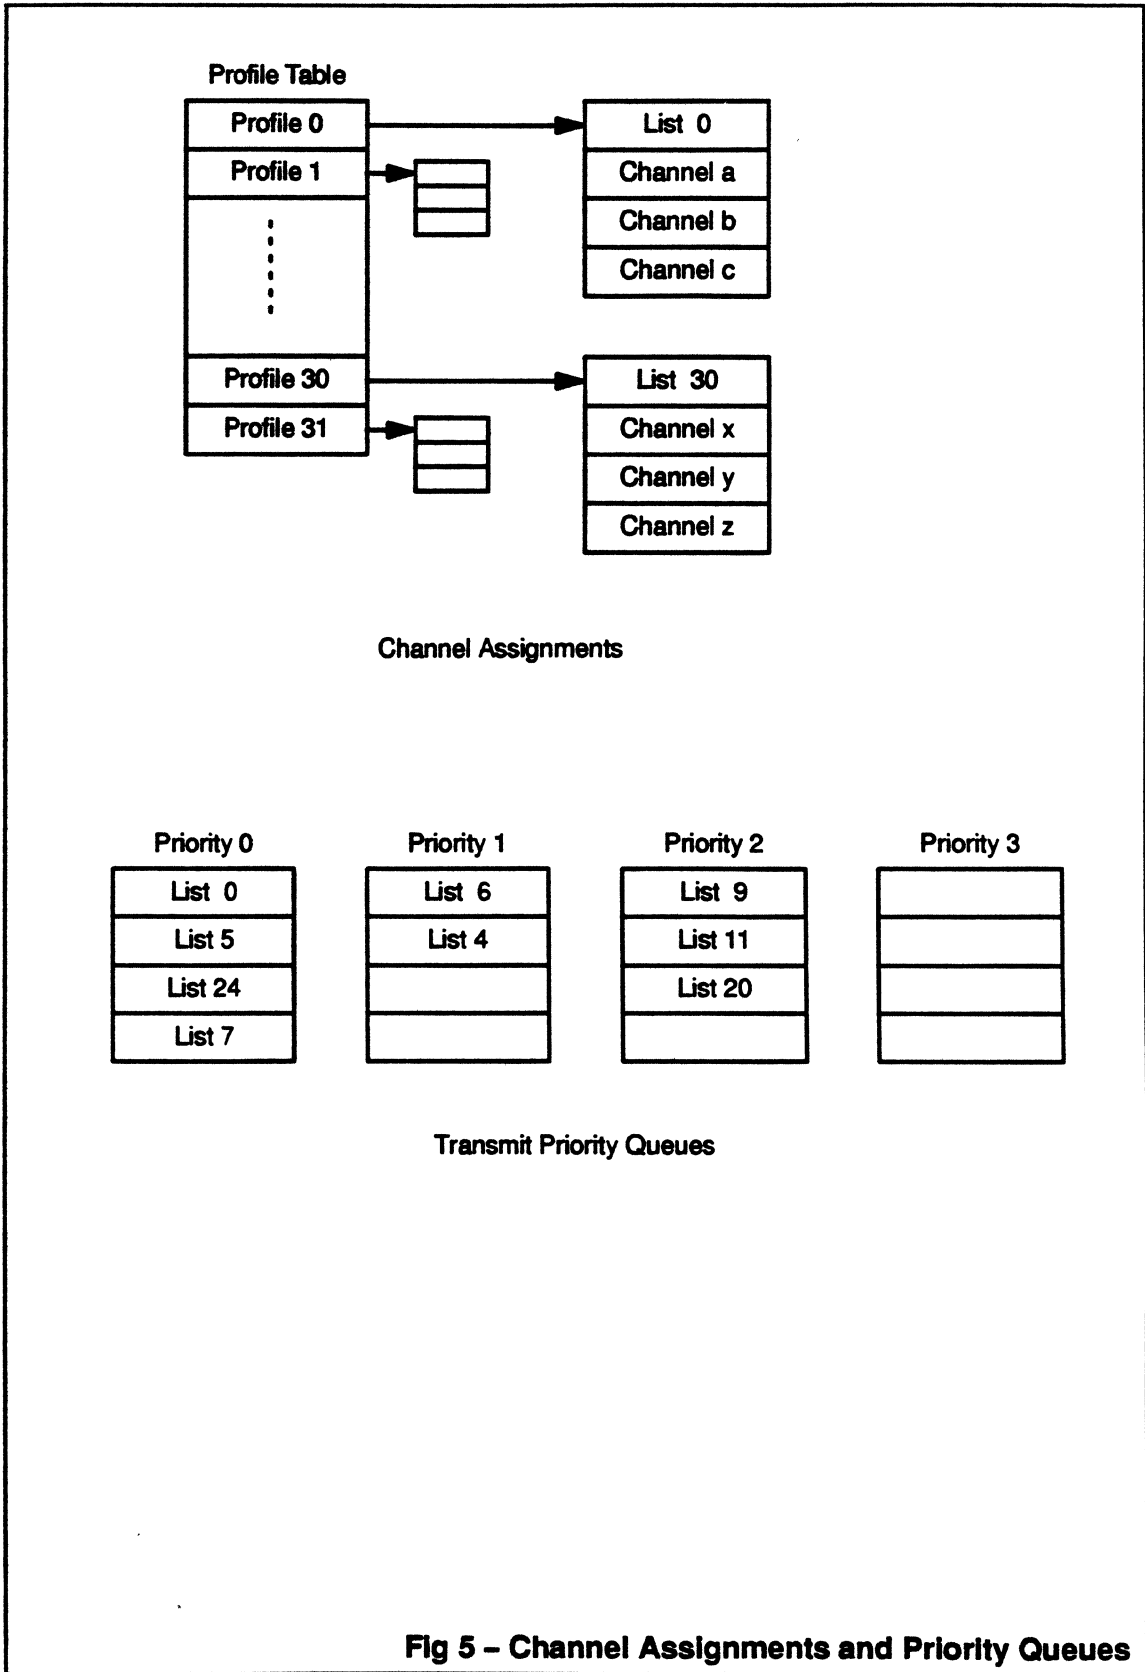 Profile Table
Profile 0
List 0
Profile 1
Channel a
Channel b
Channel c
Profile 30
List 30
Profile 31
Channel x
Channel y
Channel z
Channel Assignments
Priority 0 Priority 1 Priority 2 Priority 3
List 0 List 6 List 9
List 5 List 4 List 11
List 24 List 20
List 7
Transmit Priority Queues
Fig 5 – Channel Assignments and Priority Queues